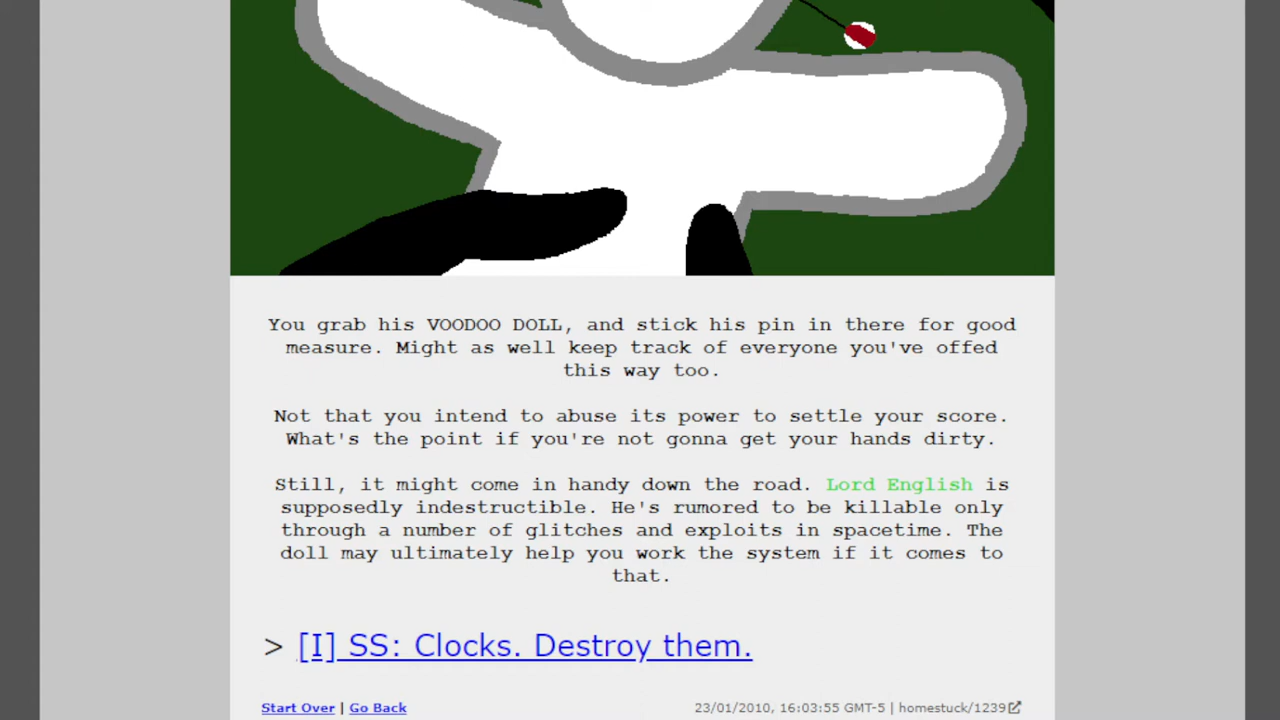 You grab his VOODOO DOLL, and stick his pin in there for good
measure. Might as well keep track of everyone you've offed
this way too.
Not that you intend to abuse its power to settle your score.
What's the point if you're not gonna get your hands dirty.
Still, it might come in handy down the road. Lord English is
supposedly indestructible. He's rumored to be killable only
through a number of glitches and exploits in spacetime. The
doll may ultimately help you work the system if it comes to
that.
> [I] SS: Clocks. Destroy them.
Start Over | Go Back 23/01/2010, 16:03:55 GMT-5 | homestuck/1239